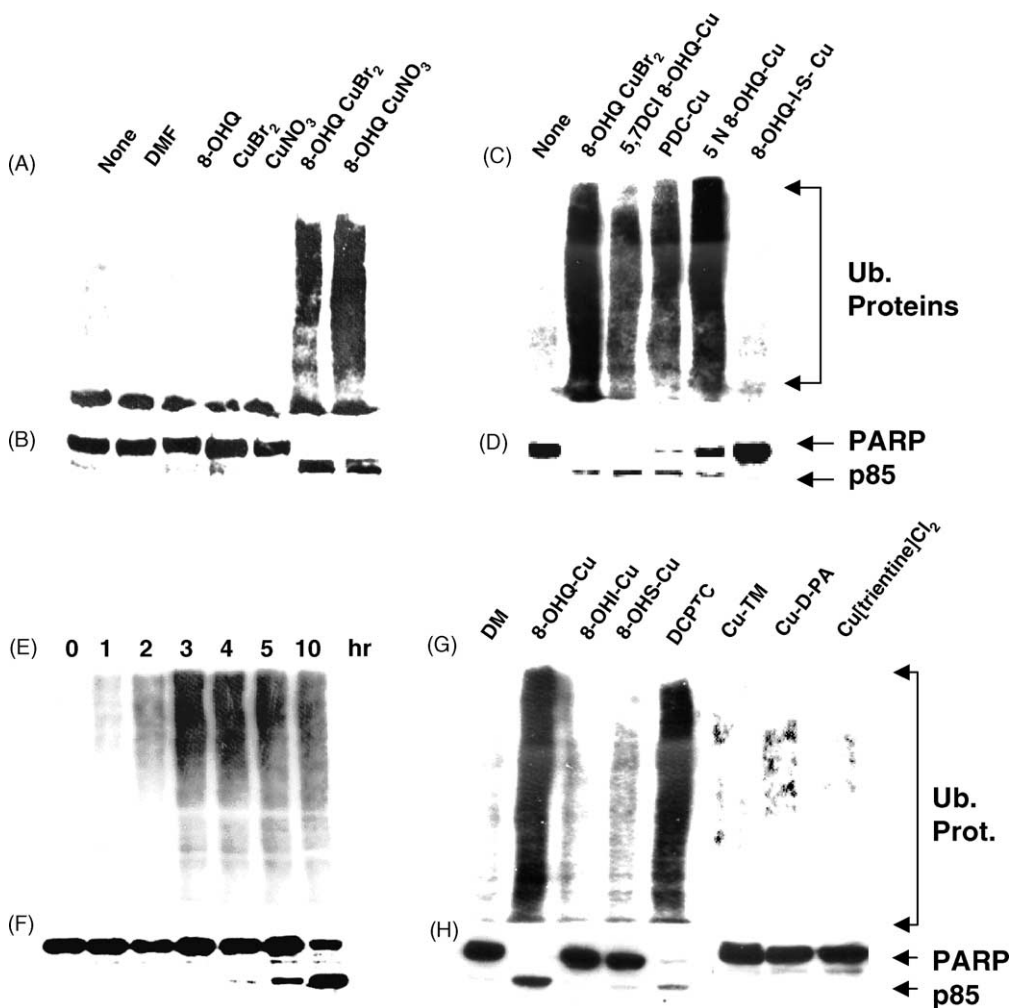 (A)
None
DMF
8-OHQ
CuBr2
CuNO3
8-OHQ CuBr2
8-OHQ CuNO3
(B)
(C)
None
8-OHQ CuBr2
5,7DCl 8-OHQ-Cu
PDC-Cu
5 N 8-OHQ-Cu
8-OHQ-I-S- Cu
Ub.
Proteins
(D)
PARP
p85
(E) 0 1 2 3 4 5 10 hr
(F)
(G)
DM
8-OHQ-Cu
8-OHI-Cu
8-OHS-Cu
Cu-TM
Cu-D-PA
Cu[trientine]Cl2
Ub.
Prot.
(H)
PARP
p85